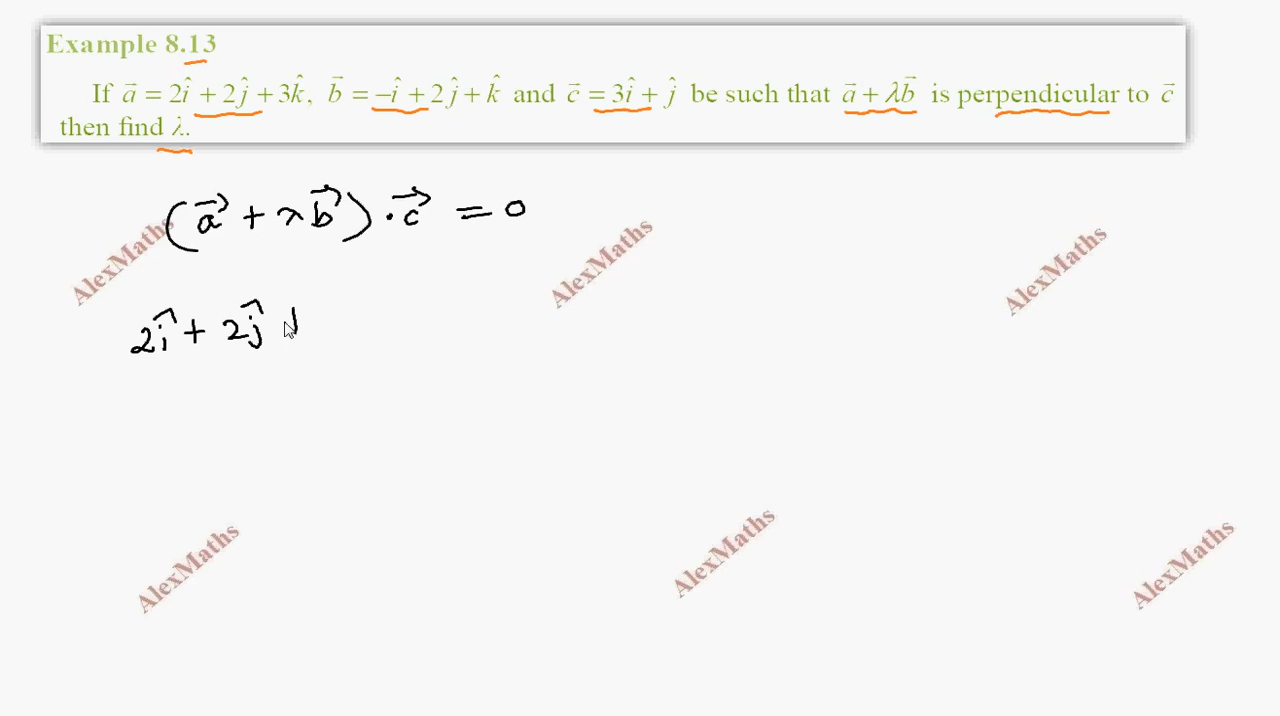 Example 8.13
If a⃗ = 2î + 2ĵ + 3k̂, b⃗ = −î + 2ĵ + k̂ and c⃗ = 3î + ĵ be such that a⃗ + λb⃗ is perpendicular to c⃗
then find λ.
(a⃗ + λb⃗) · c⃗ = 0
AlexMaths AlexMaths AlexMaths
2î + 2ĵ
AlexMaths AlexMaths AlexMaths